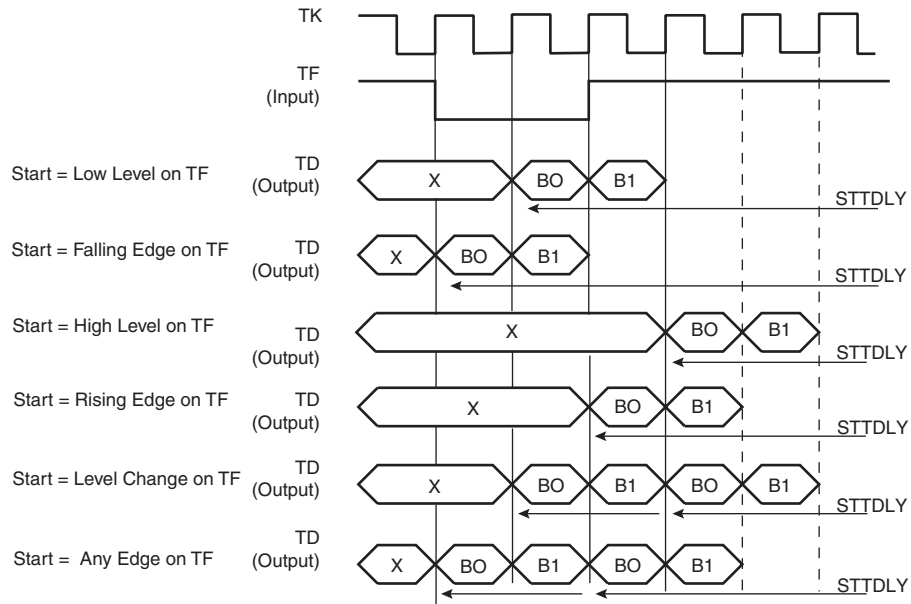 TK
TF
(Input)
Start = Low Level on TF
TD
(Output)
X
BO
B1
STTDLY
Start = Falling Edge on TF
TD
(Output)
X
BO
B1
STTDLY
Start = High Level on TF
TD
(Output)
X
BO
B1
STTDLY
Start = Rising Edge on TF
TD
(Output)
X
BO
B1
STTDLY
Start = Level Change on TF
TD
(Output)
X
BO
B1
BO
B1
STTDLY
Start = Any Edge on TF
TD
(Output)
X
BO
B1
BO
B1
STTDLY